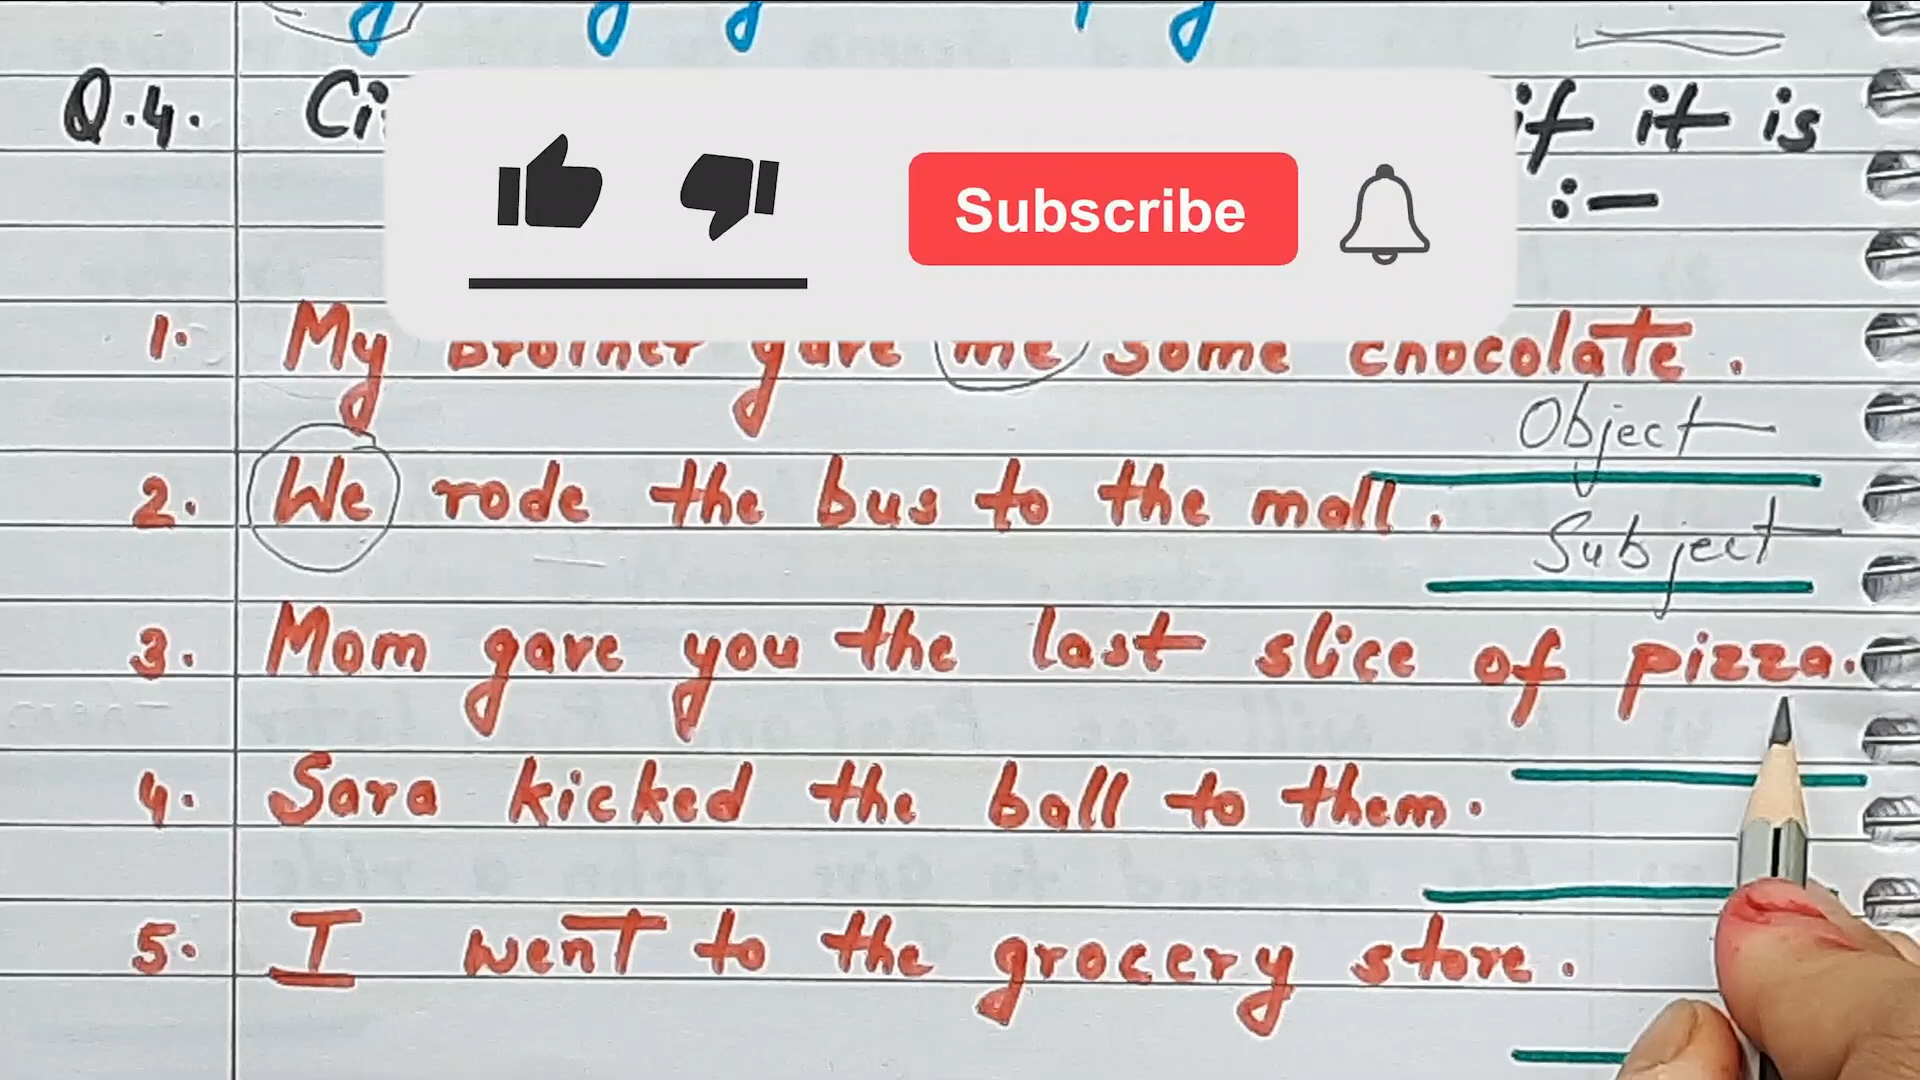 Q.4. if it is
:-
Subscribe
1. My brother gave me some chocolate.
Object
2. We rode the bus to the mall.
Subject
3. Mom gave you the last slice of pizza.
4. Sara kicked the ball to them.
5. I went to the grocery store.